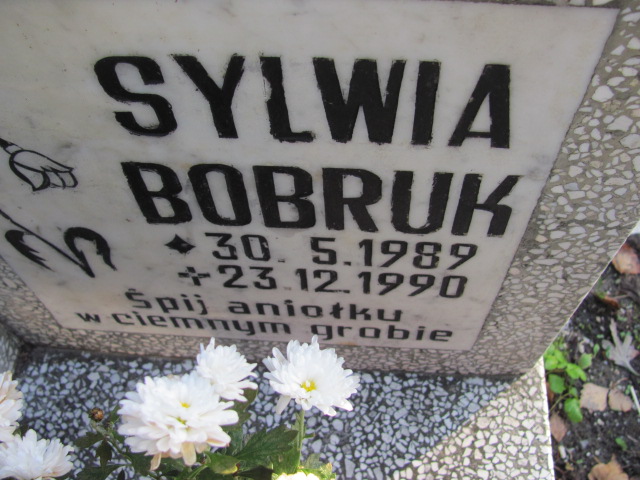 SYLWIA
BOBRUK
✦ 30. 5.1989
✢ 23.12.1990
Śpij aniołku
w ciemnym grobie